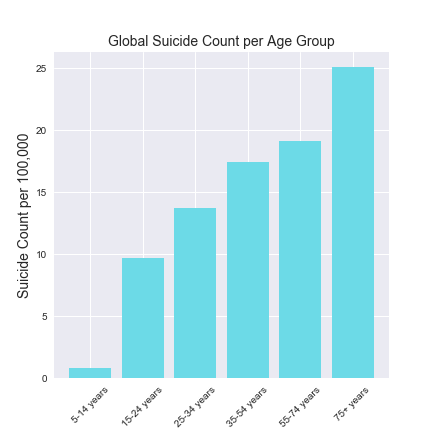 Global Suicide Count per Age Group
Suicide Count per 100,000
25
20
15
10
5
0
5-14 years
15-24 years
25-34 years
35-54 years
55-74 years
75+ years